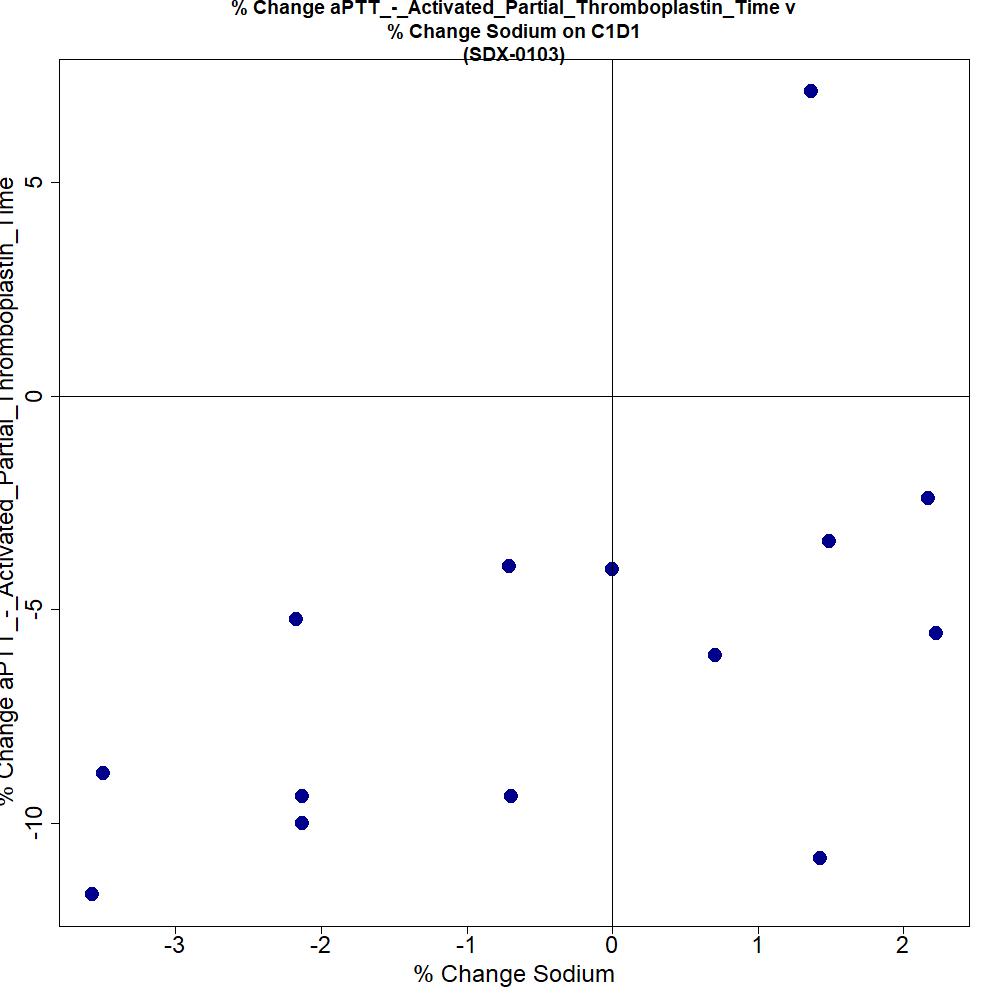 % Change aPTT_-_Activated_Partial_Thromboplastin_Time v
% Change Sodium on C1D1
(SDX-0103)
% Change aPTT_-_Activated_Partial_Thromboplastin_Time
5
0
-5
-10
-3
-2
-1
0
1
2
% Change Sodium